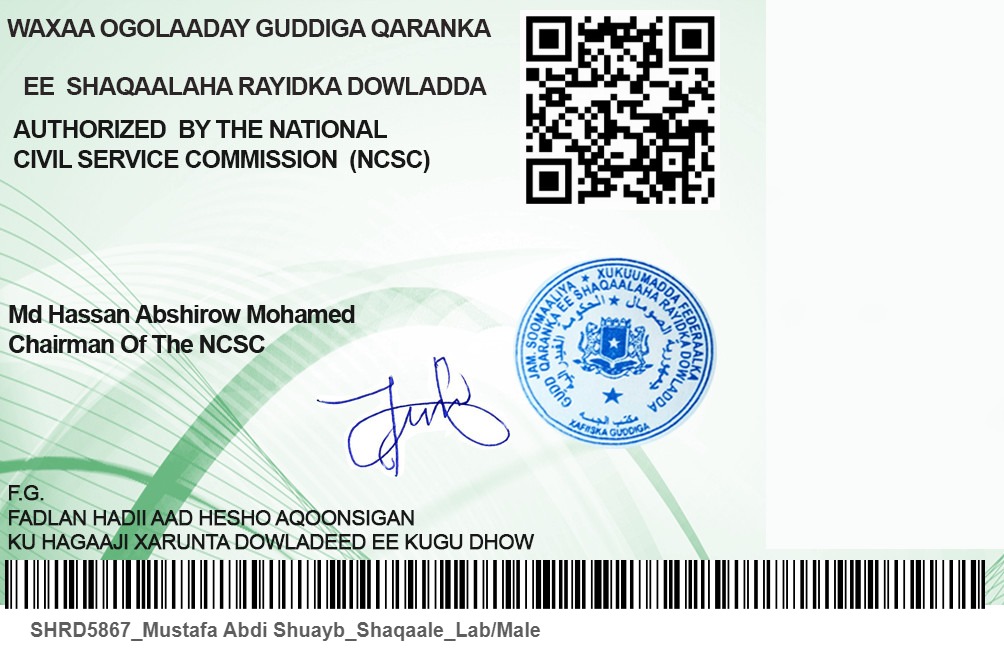 WAXAA OGOLAADAY GUDDIGA QARANKA
EE SHAQAALAHA RAYIDKA DOWLADDA
AUTHORIZED BY THE NATIONAL
CIVIL SERVICE COMMISSION (NCSC)
Md Hassan Abshirow Mohamed
Chairman Of The NCSC
JAM. SOOMAALIYA ★ XUKUUMADDA FEDERAALKA
GUDD QARANKA EE SHAQAALAHA RAYIDKA DOWLADDA
XAFIISKA GUDDIGA
F.G.
FADLAN HADII AAD HESHO AQOONSIGAN
KU HAGAAJI XARUNTA DOWLADEED EE KUGU DHOW
SHRD5867_Mustafa Abdi Shuayb_Shaqaale_Lab/Male